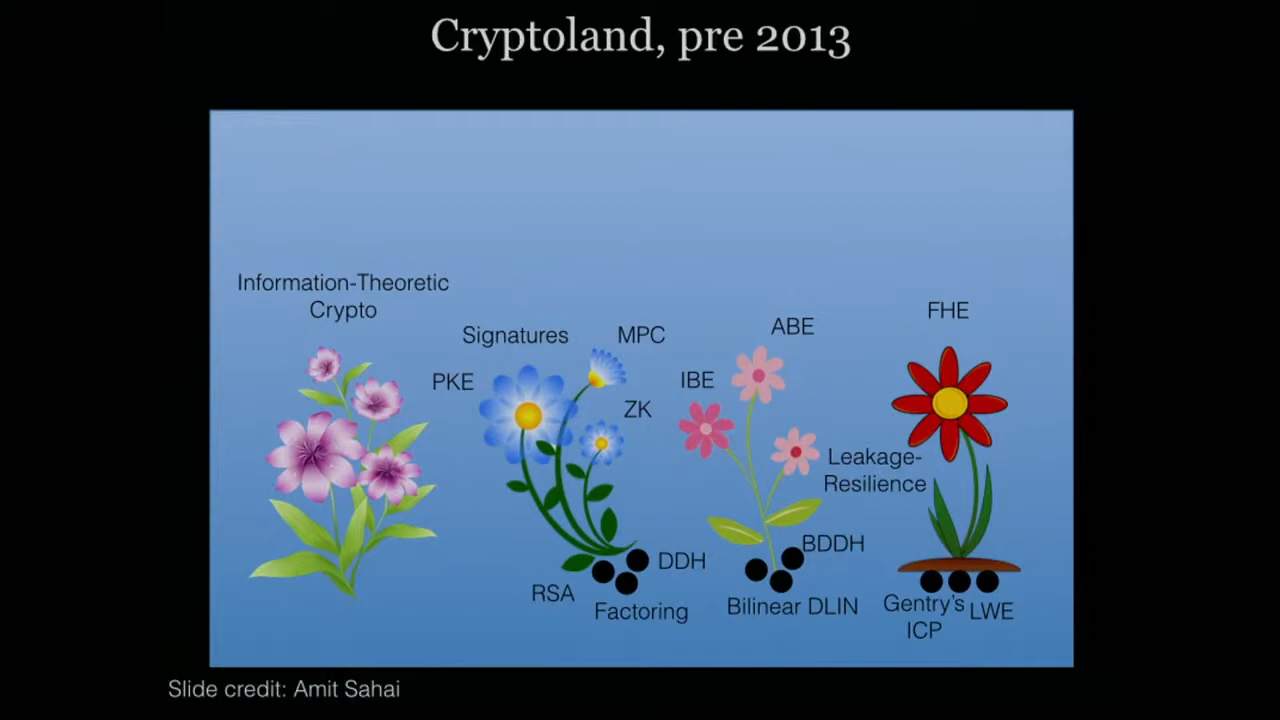 Cryptoland, pre 2013
Information-Theoretic
Crypto
Signatures
MPC
PKE
ZK
IBE
ABE
Leakage-
Resilience
FHE
RSA
DDH
Factoring
BDDH
Bilinear DLIN
Gentry's
ICP
LWE
Slide credit: Amit Sahai